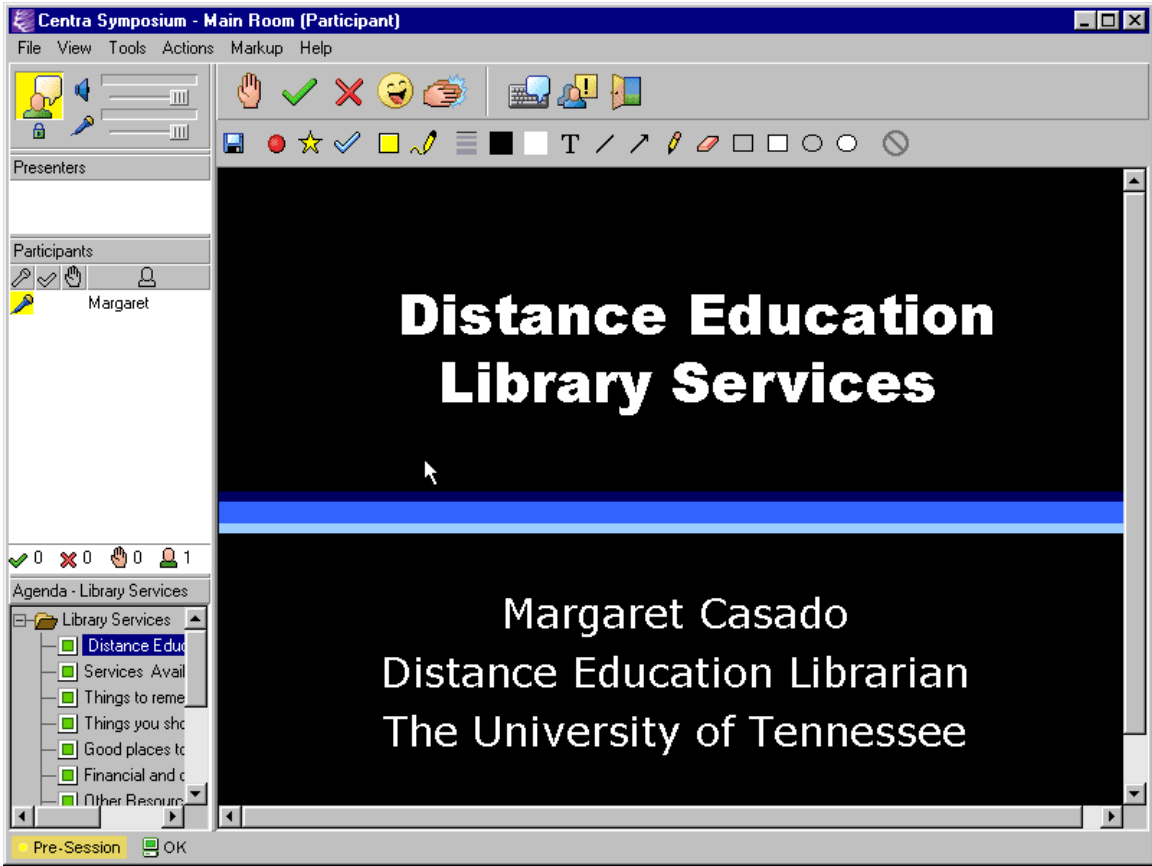 Centra Symposium - Main Room (Participant)
File View Tools Actions Markup Help
T
Presenters
Participants
Margaret
Distance Education
Library Services
0 0 0 1
Agenda - Library Services
Library Services
Distance Educ
Services Avail
Things to reme
Things you sho
Good places to
Financial and
Other Resourc
Margaret Casado
Distance Education Librarian
The University of Tennessee
Pre-Session OK